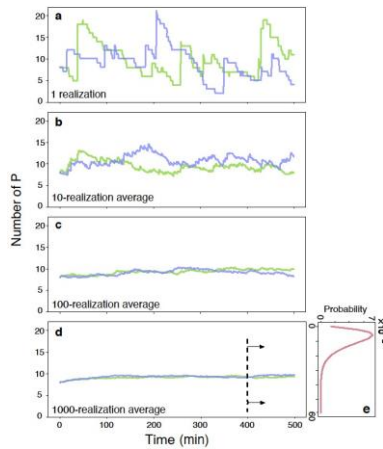 a
20
15
10
5
0
1 realization
b
20
15
10
5
0
10-realization average
c
20
15
10
5
0
100-realization average
d
20
15
10
5
0
1000-realization average
0
100
200
300
400
500
Time (min)
Number of P
Probability
0
7
0
60
e